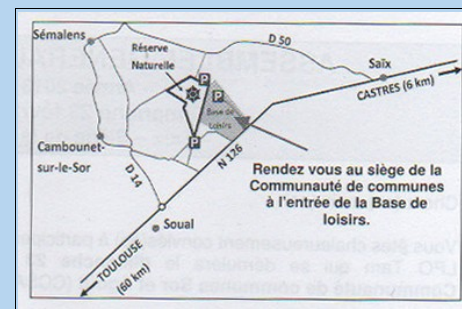 Sémalens
D 50
Réserve
Naturelle
P
P
Saïx
CASTRES (6 km)
Base de
Loisirs
Cambounet-
sur-le-Sor
P
N 126
D 14
Rendez vous au siège de la
Communauté de communes
à l'entrée de la Base de
loisirs.
Soual
TOULOUSE
(60 km)